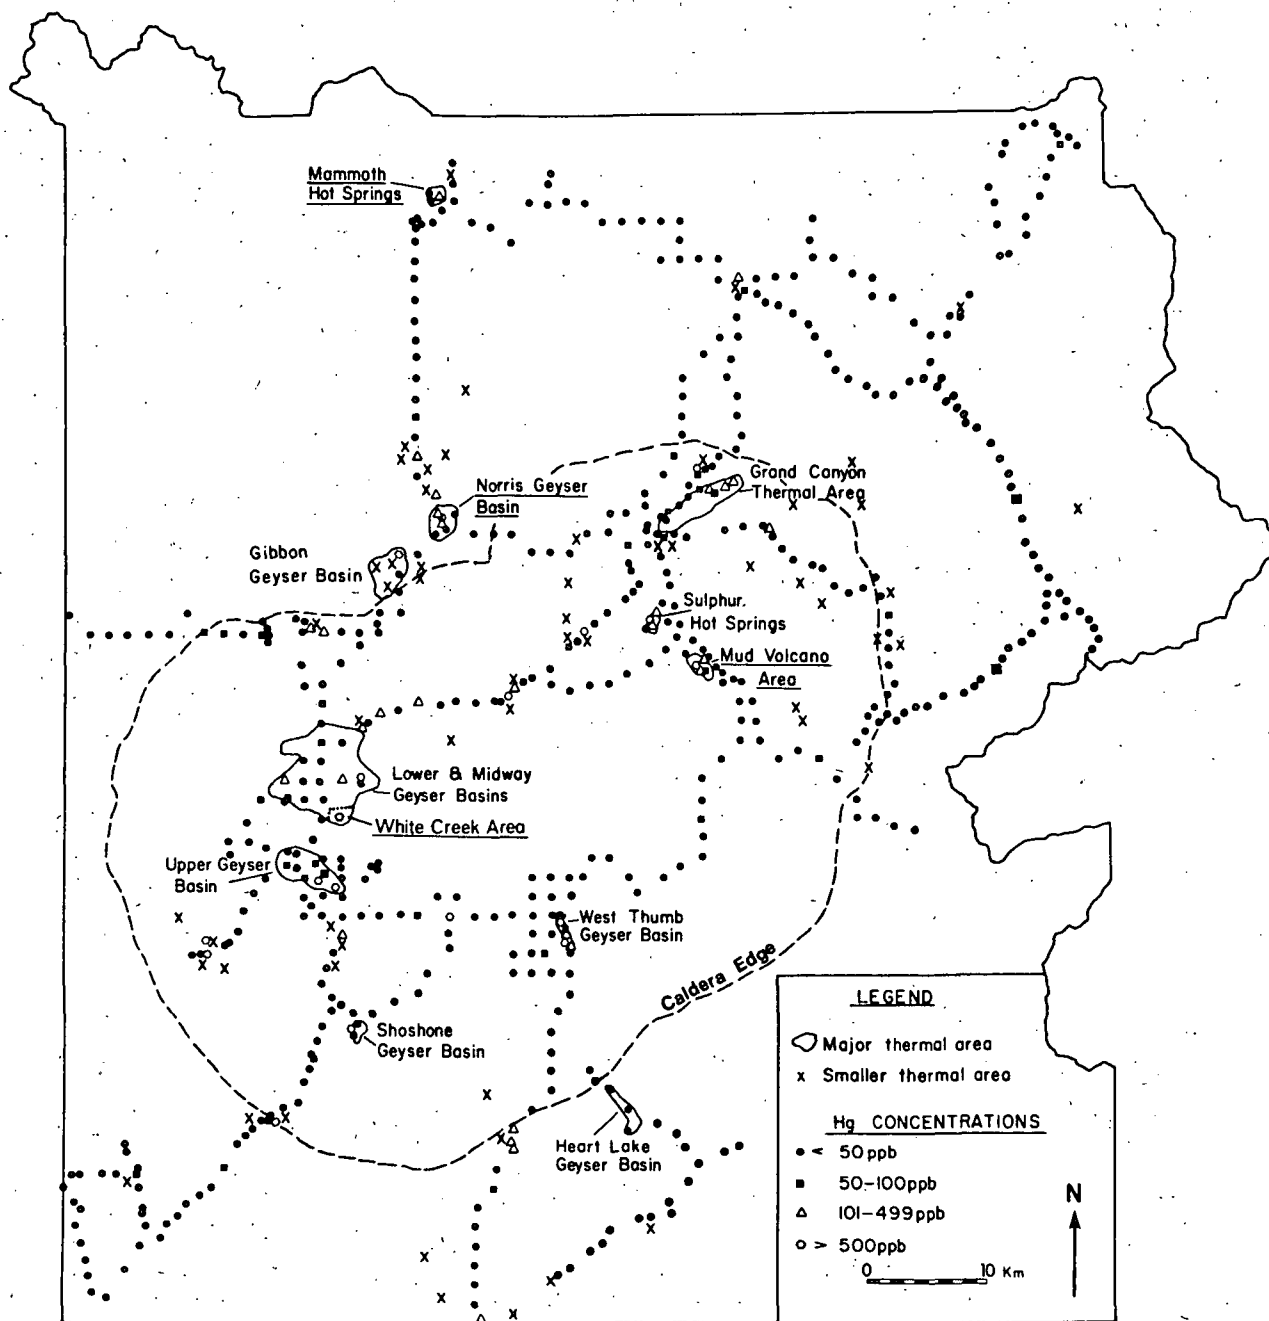 Mammoth
Hot Springs
Norris Geyser
Basin
Grand Canyon
Thermal Area
Gibbon
Geyser Basin
Sulphur.
Hot Springs
Mud Volcano
Area
Lower & Midway
Geyser Basins
White Creek Area
Upper Geyser
Basin
West Thumb
Geyser Basin
Caldera Edge
Shoshone
Geyser Basin
Heart Lake
Geyser Basin
LEGEND
Major thermal area
x Smaller thermal area
Hg CONCENTRATIONS
< 50 ppb
50-100ppb
101-499ppb
> 500ppb
0 10 Km
N